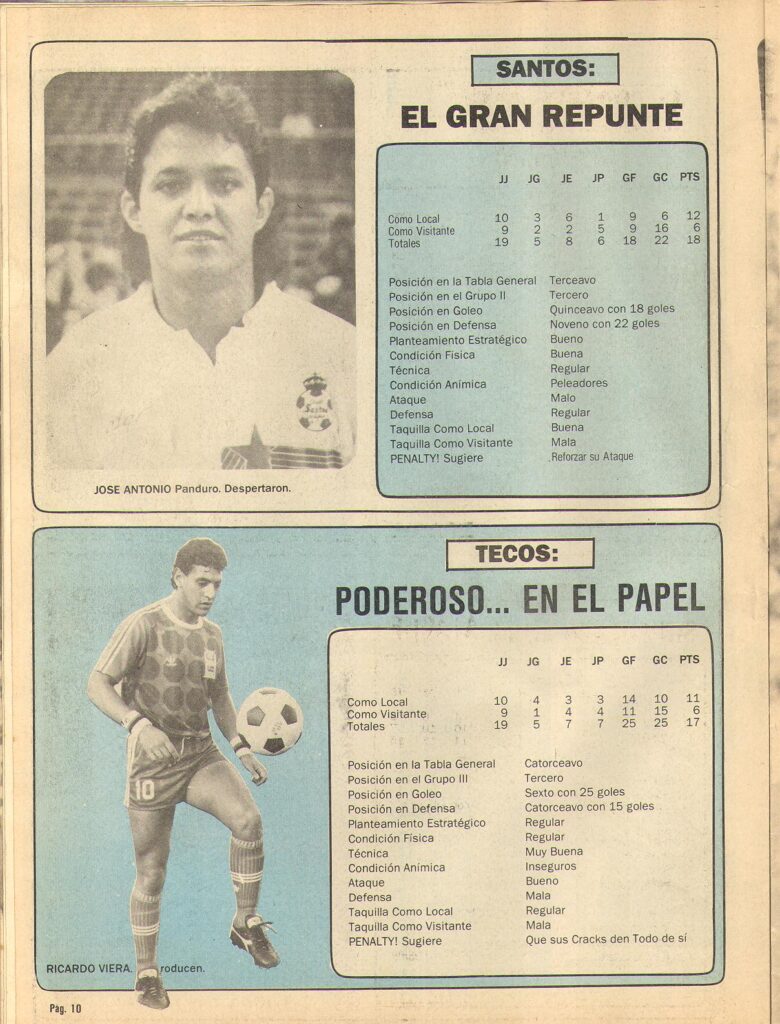 SANTOS:
EL GRAN REPUNTE
JJ JG JE JP GF GC PTS
Como Local 10 3 6 1 9 6 12
Como Visitante 9 2 2 5 9 16 6
Totales 19 5 8 6 18 22 18
Posición en la Tabla General Terceavo
Posición en el Grupo II Tercero
Posición en Goleo Quinceavo con 18 goles
Posición en Defensa Noveno con 22 goles
Planteamiento Estratégico Bueno
Condición Física Buena
Técnica Regular
Condición Anímica Peleadores
Ataque Malo
Defensa Regular
Taquilla Como Local Buena
Taquilla Como Visitante Mala
PENALTY! Sugiere Reforzar su Ataque
Santos
JOSE ANTONIO Panduro. Despertaron.
TECOS:
PODEROSO... EN EL PAPEL
JJ JG JE JP GF GC PTS
Como Local 10 4 3 3 14 10 11
Como Visitante 9 1 4 4 11 15 6
Totales 19 5 7 7 25 25 17
Posición en la Tabla General Catorceavo
Posición en el Grupo III Tercero
Posición en Goleo Sexto con 25 goles
Posición en Defensa Catorceavo con 15 goles
Planteamiento Estratégico Regular
Condición Física Regular
Técnica Muy Buena
Condición Anímica Inseguros
Ataque Bueno
Defensa Mala
Taquilla Como Local Regular
Taquilla Como Visitante Mala
PENALTY! Sugiere Que sus Cracks den Todo de sí
10
RICARDO VIERA. roducen.
Pág. 10